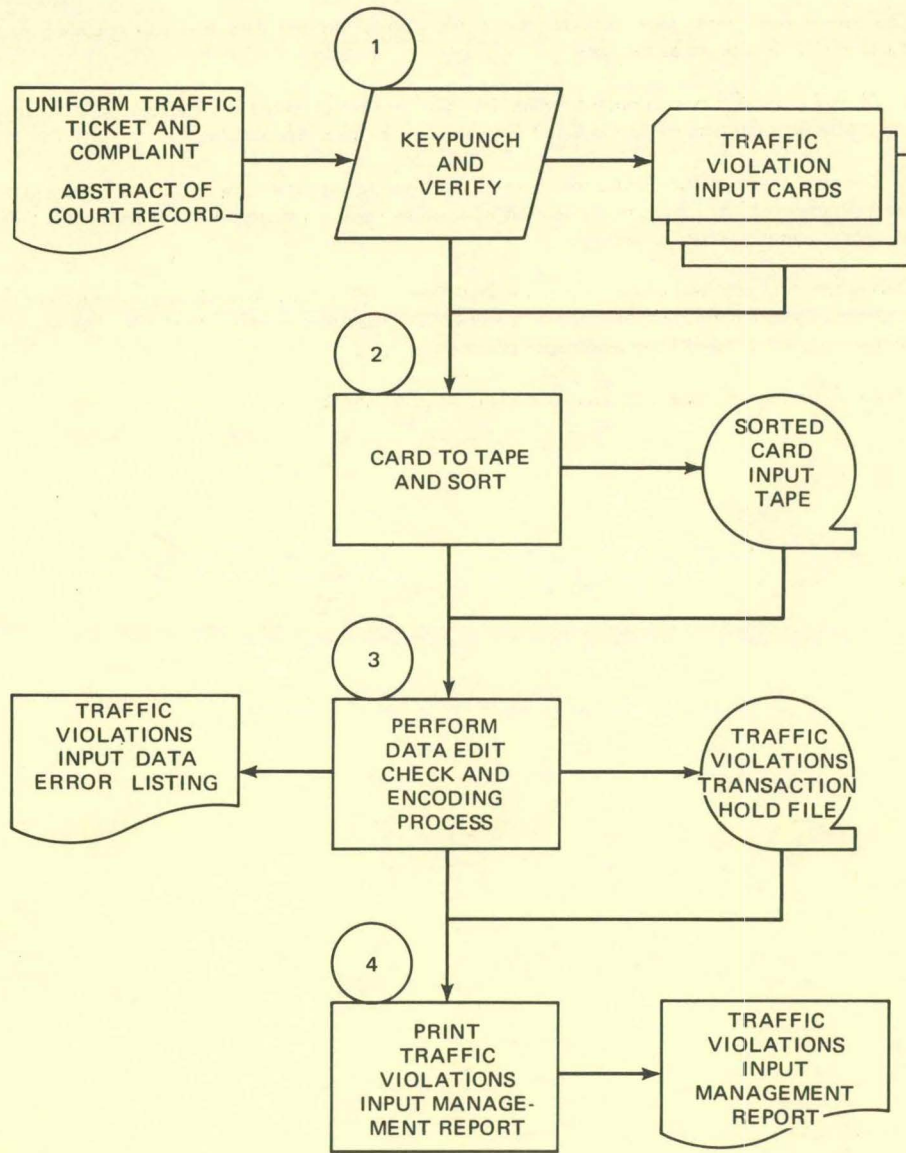 1
UNIFORM TRAFFIC
TICKET AND
COMPLAINT
ABSTRACT OF
COURT RECORD
KEYPUNCH
AND
VERIFY
TRAFFIC
VIOLATION
INPUT CARDS
2
CARD TO TAPE
AND SORT
SORTED
CARD
INPUT
TAPE
3
TRAFFIC
VIOLATIONS
INPUT DATA
ERROR LISTING
PERFORM
DATA EDIT
CHECK AND
ENCODING
PROCESS
TRAFFIC
VIOLATIONS
TRANSACTION
HOLD FILE
4
PRINT
TRAFFIC
VIOLATIONS
INPUT MANAGE-
MENT REPORT
TRAFFIC
VIOLATIONS
INPUT
MANAGEMENT
REPORT